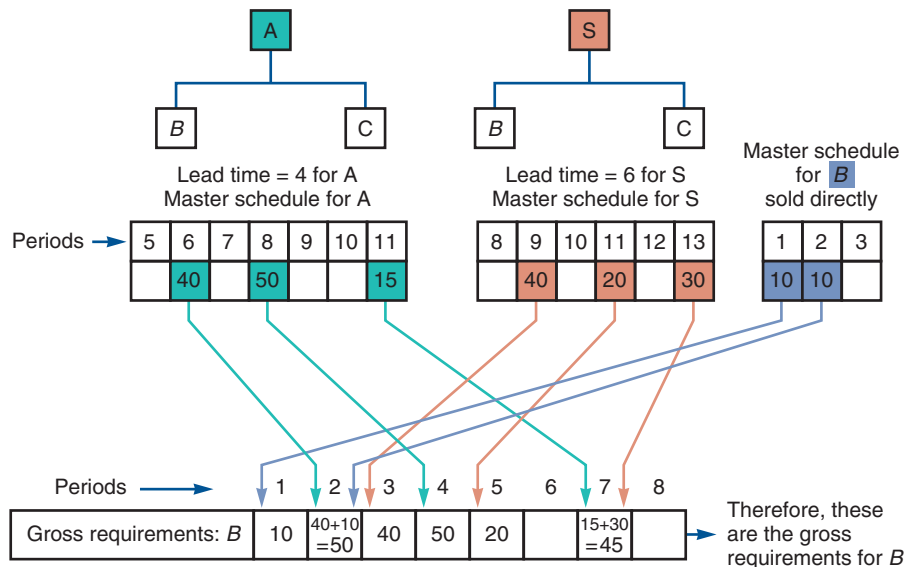 A
S
B
C
B
C
Lead time = 4 for A
Master schedule for A
Lead time = 6 for S
Master schedule for S
Master schedule
for B
sold directly
Periods
5 6 7 8 9 10 11
8 9 10 11 12 13
1 2 3
40 50 15
40 20 30
10 10
Periods
1 2 3 4 5 6 7 8
Gross requirements: B
10
40+10
=50
40
50
20
15+30
=45
Therefore, these
are the gross
requirements for B